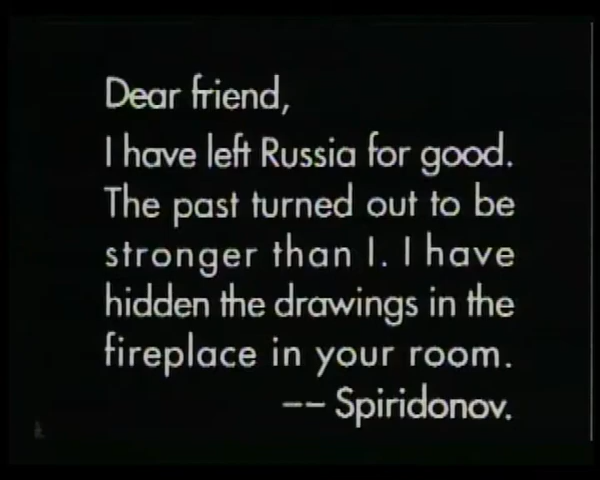 Dear friend,
I have left Russia for good.
The past turned out to be
stronger than I. I have
hidden the drawings in the
fireplace in your room.
-- Spiridonov.